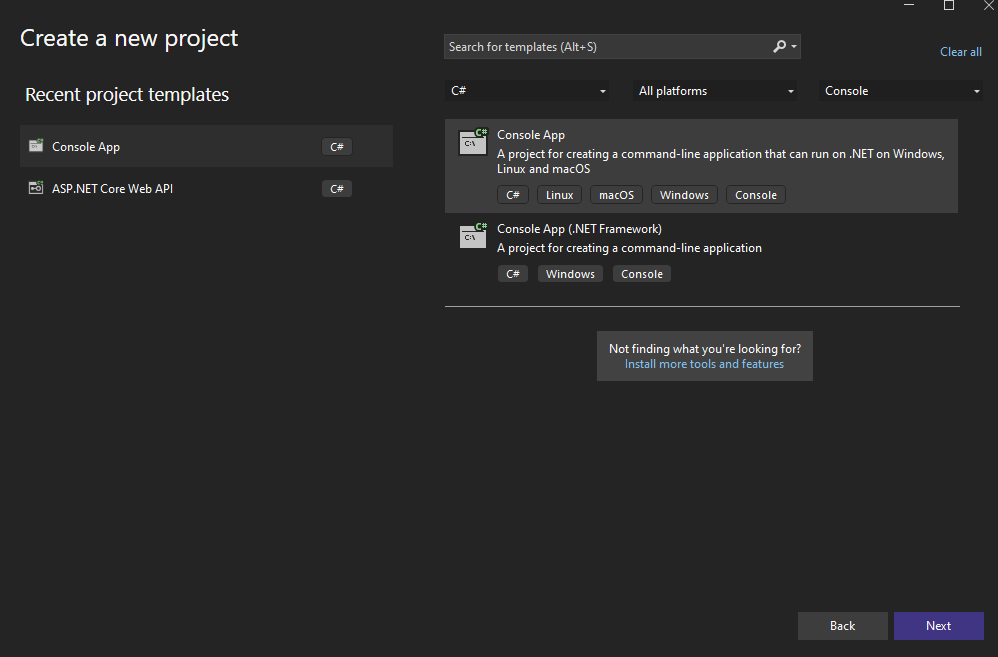 Create a new project
Recent project templates
Console App C#
ASP.NET Core Web API C#
Search for templates (Alt+S)
Clear all
C# All platforms Console
C#
C:\
Console App
A project for creating a command-line application that can run on .NET on Windows,
Linux and macOS
C# Linux macOS Windows Console
C#
C:\
Console App (.NET Framework)
A project for creating a command-line application
C# Windows Console
Not finding what you're looking for?
Install more tools and features
Back Next